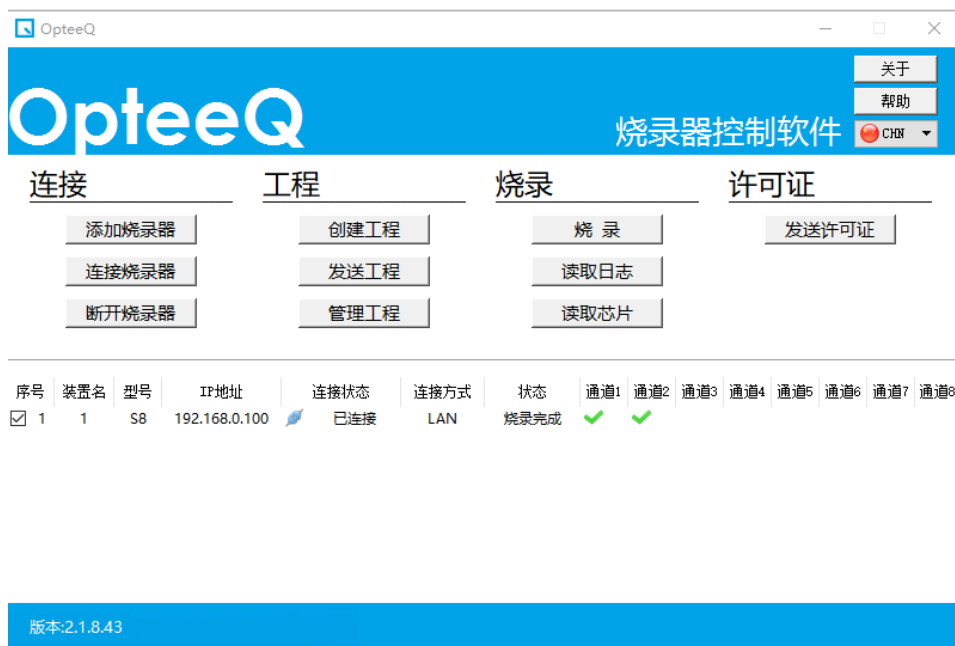 OpteeQ
关于
帮助
OpteeQ
烧录器控制软件
CHN
连接 工程 烧录 许可证
添加烧录器 创建工程 烧 录 发送许可证
连接烧录器 发送工程 读取日志
断开烧录器 管理工程 读取芯片
序号 装置名 型号 IP地址 连接状态 连接方式 状态 通道1 通道2 通道3 通道4 通道5 通道6 通道7 通道8
1 1 S8 192.168.0.100 已连接 LAN 烧录完成
版本:2.1.8.43